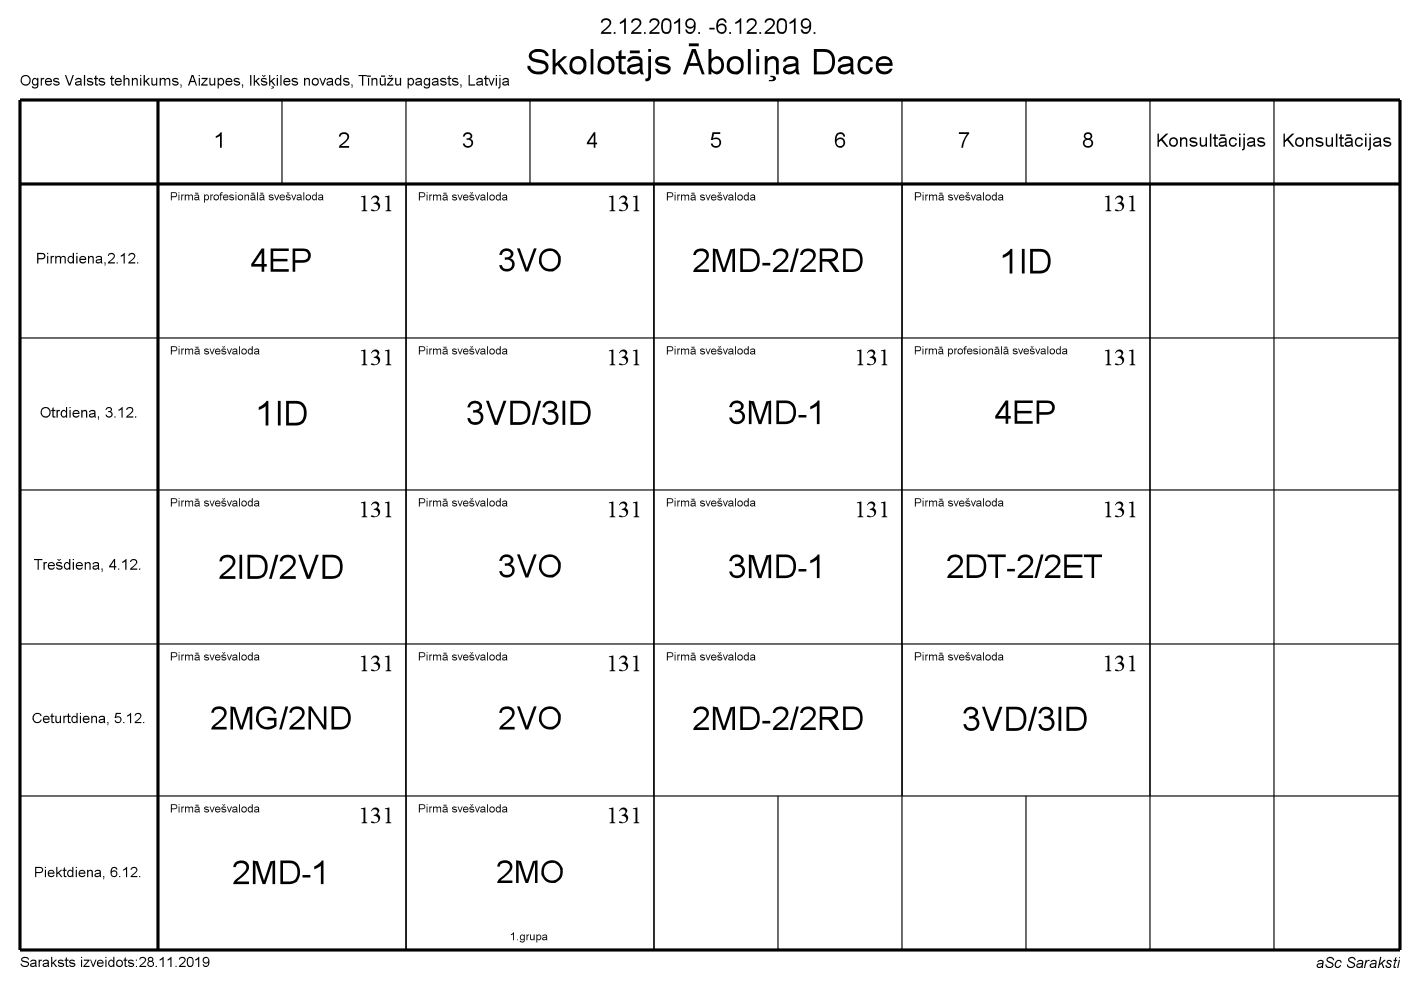 2.12.2019. -6.12.2019.
Skolotājs Āboliņa Dace
Ogres Valsts tehnikums, Aizupes, Ikšķiles novads, Tīnūžu pagasts, Latvija
1 2 3 4 5 6 7 8 Konsultācijas Konsultācijas
Pirmā profesionālā svešvaloda 131 Pirmā svešvaloda 131 Pirmā svešvaloda Pirmā svešvaloda 131
Pirmdiena,2.12. 4EP 3VO 2MD-2/2RD 1ID
Pirmā svešvaloda 131 Pirmā svešvaloda 131 Pirmā svešvaloda 131 Pirmā profesionālā svešvaloda 131
Otrdiena, 3.12. 1ID 3VD/3ID 3MD-1 4EP
Pirmā svešvaloda 131 Pirmā svešvaloda 131 Pirmā svešvaloda 131 Pirmā svešvaloda 131
Trešdiena, 4.12. 2ID/2VD 3VO 3MD-1 2DT-2/2ET
Pirmā svešvaloda 131 Pirmā svešvaloda 131 Pirmā svešvaloda Pirmā svešvaloda 131
Ceturtdiena, 5.12. 2MG/2ND 2VO 2MD-2/2RD 3VD/3ID
Pirmā svešvaloda 131 Pirmā svešvaloda 131
Piektdiena, 6.12. 2MD-1 2MO
1.grupa
Saraksts izveidots:28.11.2019 aSc Saraksti